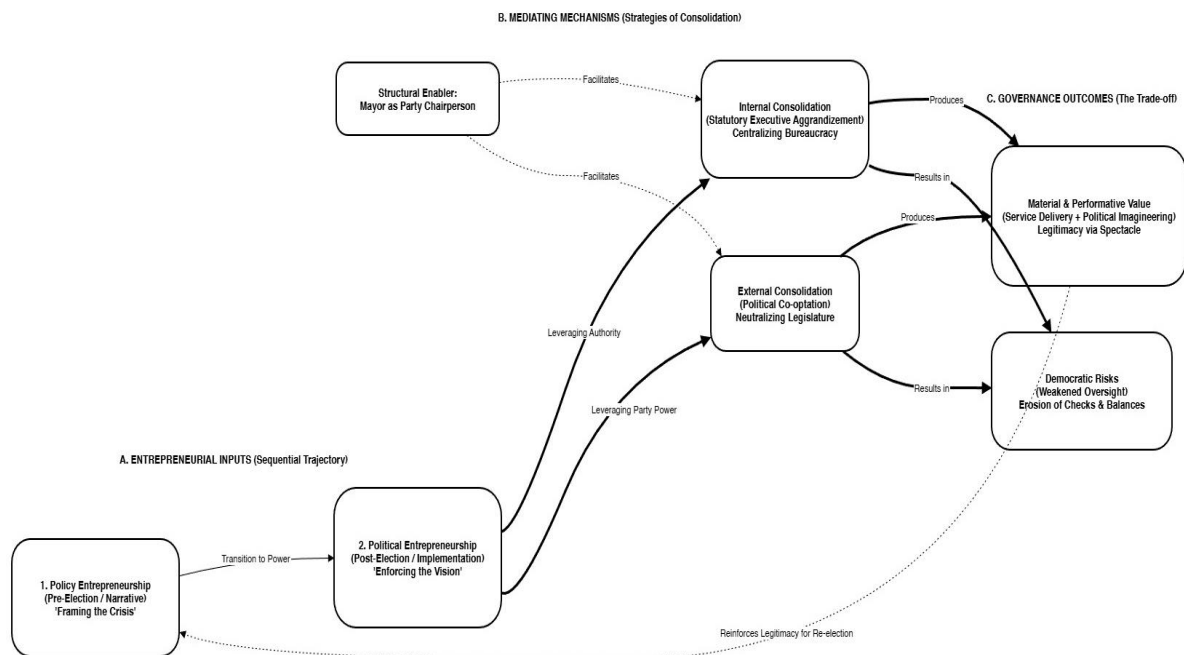 B. MEDIATING MECHANISMS (Strategies of Consolidation)
Structural Enabler:
Mayor as Party Chairperson
Facilitates
Facilitates
Internal Consolidation
(Statutory Executive Aggrandizement)
Centralizing Bureaucracy
Produces
Results in
C. GOVERNANCE OUTCOMES (The Trade-off)
Material & Performative Value
(Service Delivery + Political Imagineering)
Legitimacy via Spectacle
External Consolidation
(Political Co-optation)
Neutralizing Legislature
Produces
Results in
Democratic Risks
(Weakened Oversight)
Erosion of Checks & Balances
Leveraging Authority
Leveraging Party Power
A. ENTREPRENEURIAL INPUTS (Sequential Trajectory)
1. Policy Entrepreneurship
(Pre-Election / Narrative)
'Framing the Crisis'
Transition to Power
2. Political Entrepreneurship
(Post-Election / Implementation)
'Enforcing the Vision'
Reinforces Legitimacy for Re-election